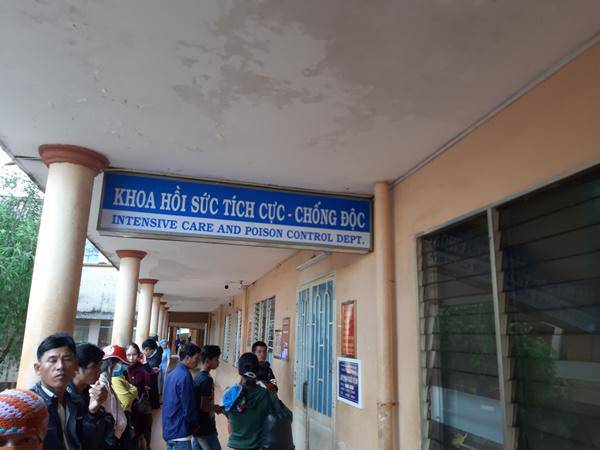 KHOA HỒI SỨC TÍCH CỰC - CHỐNG ĐỘC
INTENSIVE CARE AND POISON CONTROL DEPT.